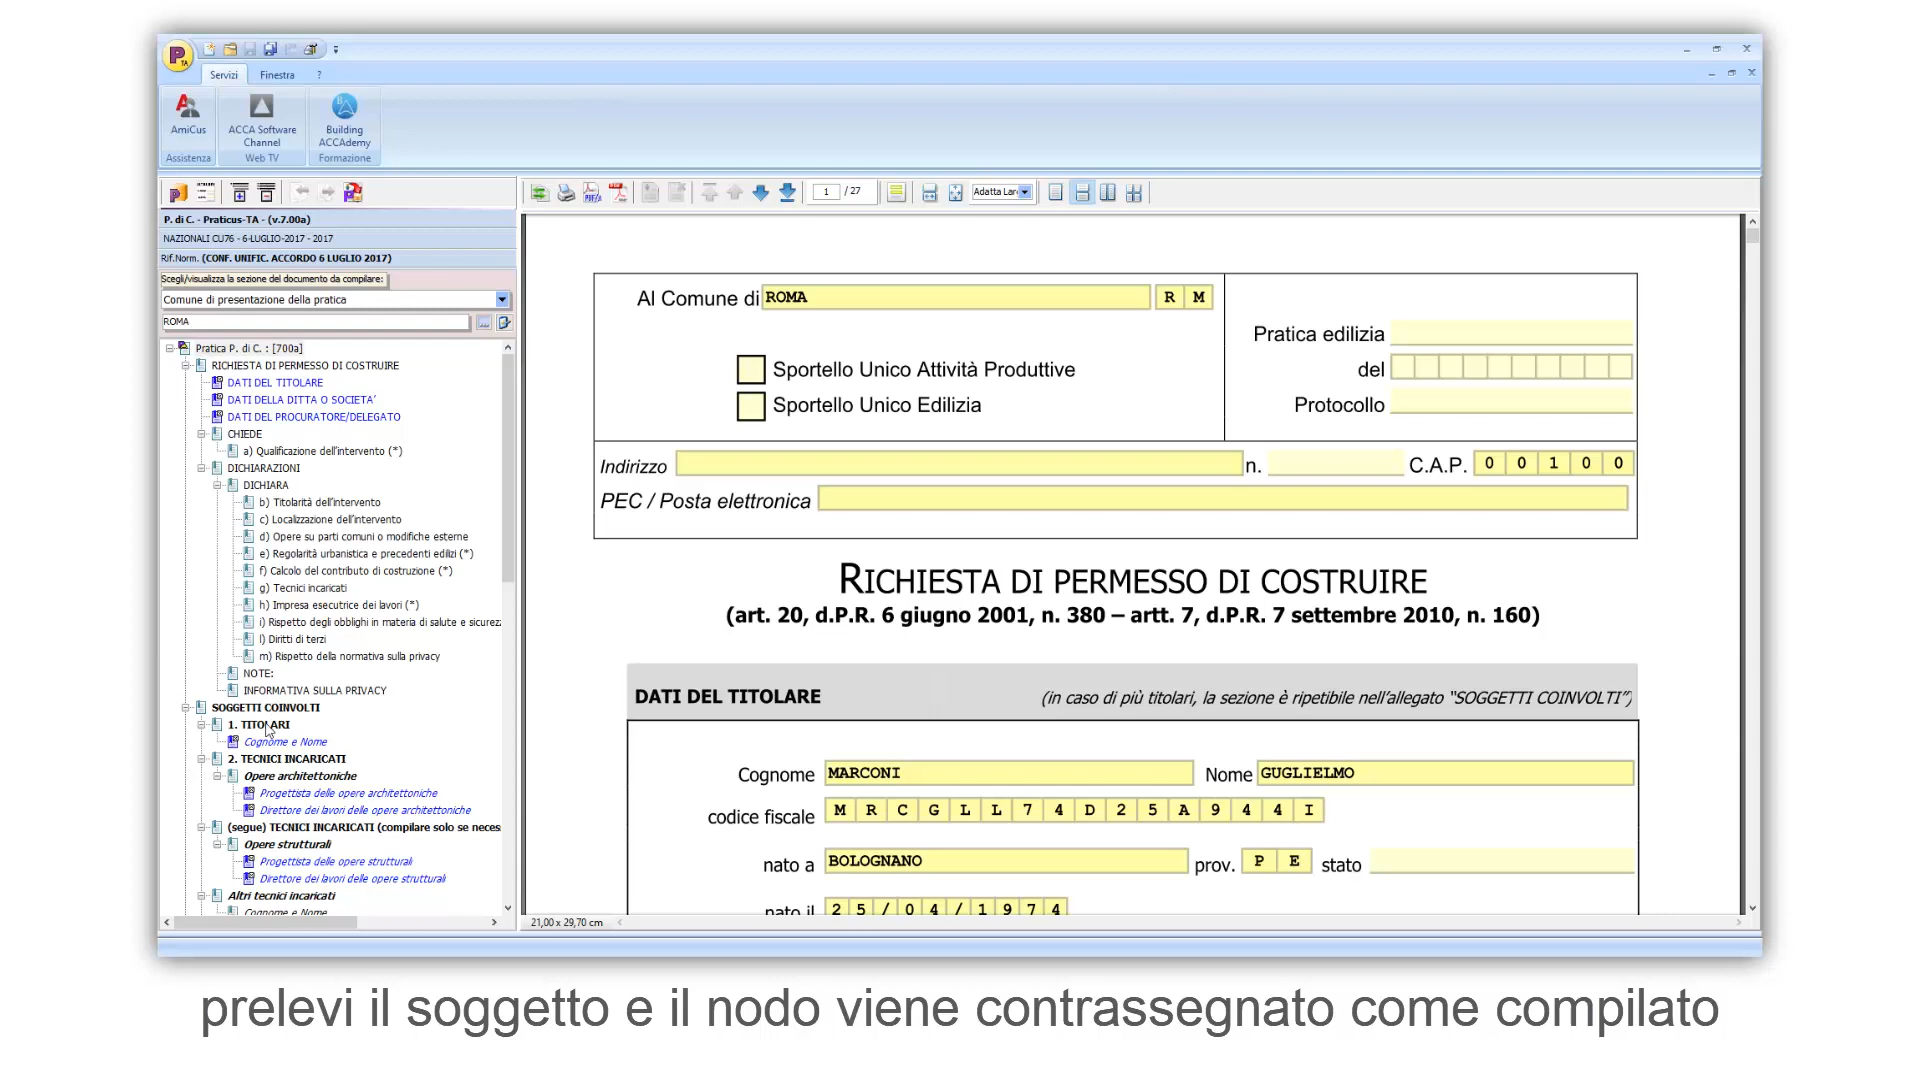 P TA
Servizi Finestra ?
AmiCus
ACCA Software Channel
Building ACCAdemy
Assistenza Web TV Formazione
1 / 27 Adatta Lar
P. di C. - Praticus-TA - (v.7.00a)
NAZIONALI CU76 - 6-LUGLIO-2017 - 2017
Rif.Norm. (CONF. UNIFIC. ACCORDO 6 LUGLIO 2017)
Scegli/visualizza la sezione del documento da compilare:
Comune di presentazione della pratica
ROMA
Pratica P. di C. : [700a]
RICHIESTA DI PERMESSO DI COSTRUIRE
DATI DEL TITOLARE
DATI DELLA DITTA O SOCIETA'
DATI DEL PROCURATORE/DELEGATO
CHIEDE
a) Qualificazione dell'intervento (*)
DICHIARAZIONI
DICHIARA
b) Titolarità dell'intervento
c) Localizzazione dell'intervento
d) Opere su parti comuni o modifiche esterne
e) Regolarità urbanistica e precedenti edilizi (*)
f) Calcolo del contributo di costruzione (*)
g) Tecnici incaricati
h) Impresa esecutrice dei lavori (*)
i) Rispetto degli obblighi in materia di salute e sicurezz
l) Diritti di terzi
m) Rispetto della normativa sulla privacy
NOTE:
INFORMATIVA SULLA PRIVACY
SOGGETTI COINVOLTI
1. TITOLARI
Cognome e Nome
2. TECNICI INCARICATI
Opere architettoniche
Progettista delle opere architettoniche
Direttore dei lavori delle opere architettoniche
(segue) TECNICI INCARICATI (compilare solo se neces
Opere strutturali
Progettista delle opere strutturali
Direttore dei lavori delle opere strutturali
Altri tecnici incaricati
Cognome e Nome
Al Comune di ROMA R M
Pratica edilizia
Sportello Unico Attività Produttive
del
Sportello Unico Edilizia
Protocollo
Indirizzo n. C.A.P. 0 0 1 0 0
PEC / Posta elettronica
RICHIESTA DI PERMESSO DI COSTRUIRE
(art. 20, d.P.R. 6 giugno 2001, n. 380 – artt. 7, d.P.R. 7 settembre 2010, n. 160)
DATI DEL TITOLARE (in caso di più titolari, la sezione è ripetibile nell'allegato "SOGGETTI COINVOLTI")
Cognome MARCONI Nome GUGLIELMO
codice fiscale M R C G L L 7 4 D 2 5 A 9 4 4 I
nato a BOLOGNANO prov. P E stato
nato il 2 5 / 0 4 / 1 9 7 4
21,00 x 29,70 cm
prelevi il soggetto e il nodo viene contrassegnato come compilato